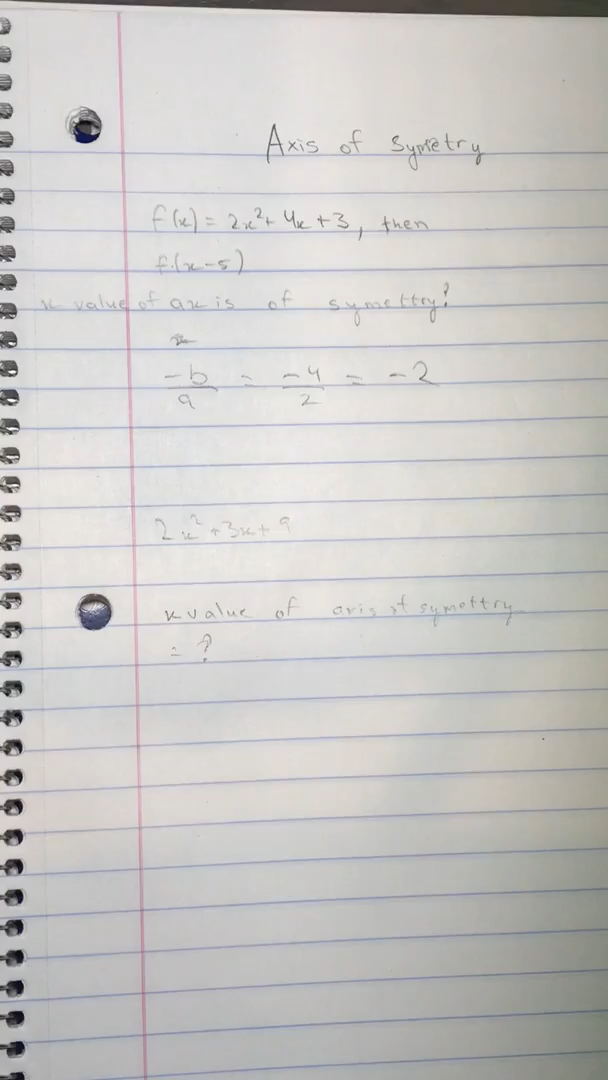 Axis of Symetry
f(x) = 2x²+ 4x + 3, then
f(x-5)
x value of axis of symettry?
-b/a = -4/2 = -2
2x² + 3x + 9
x value of axis of symettry
= ?